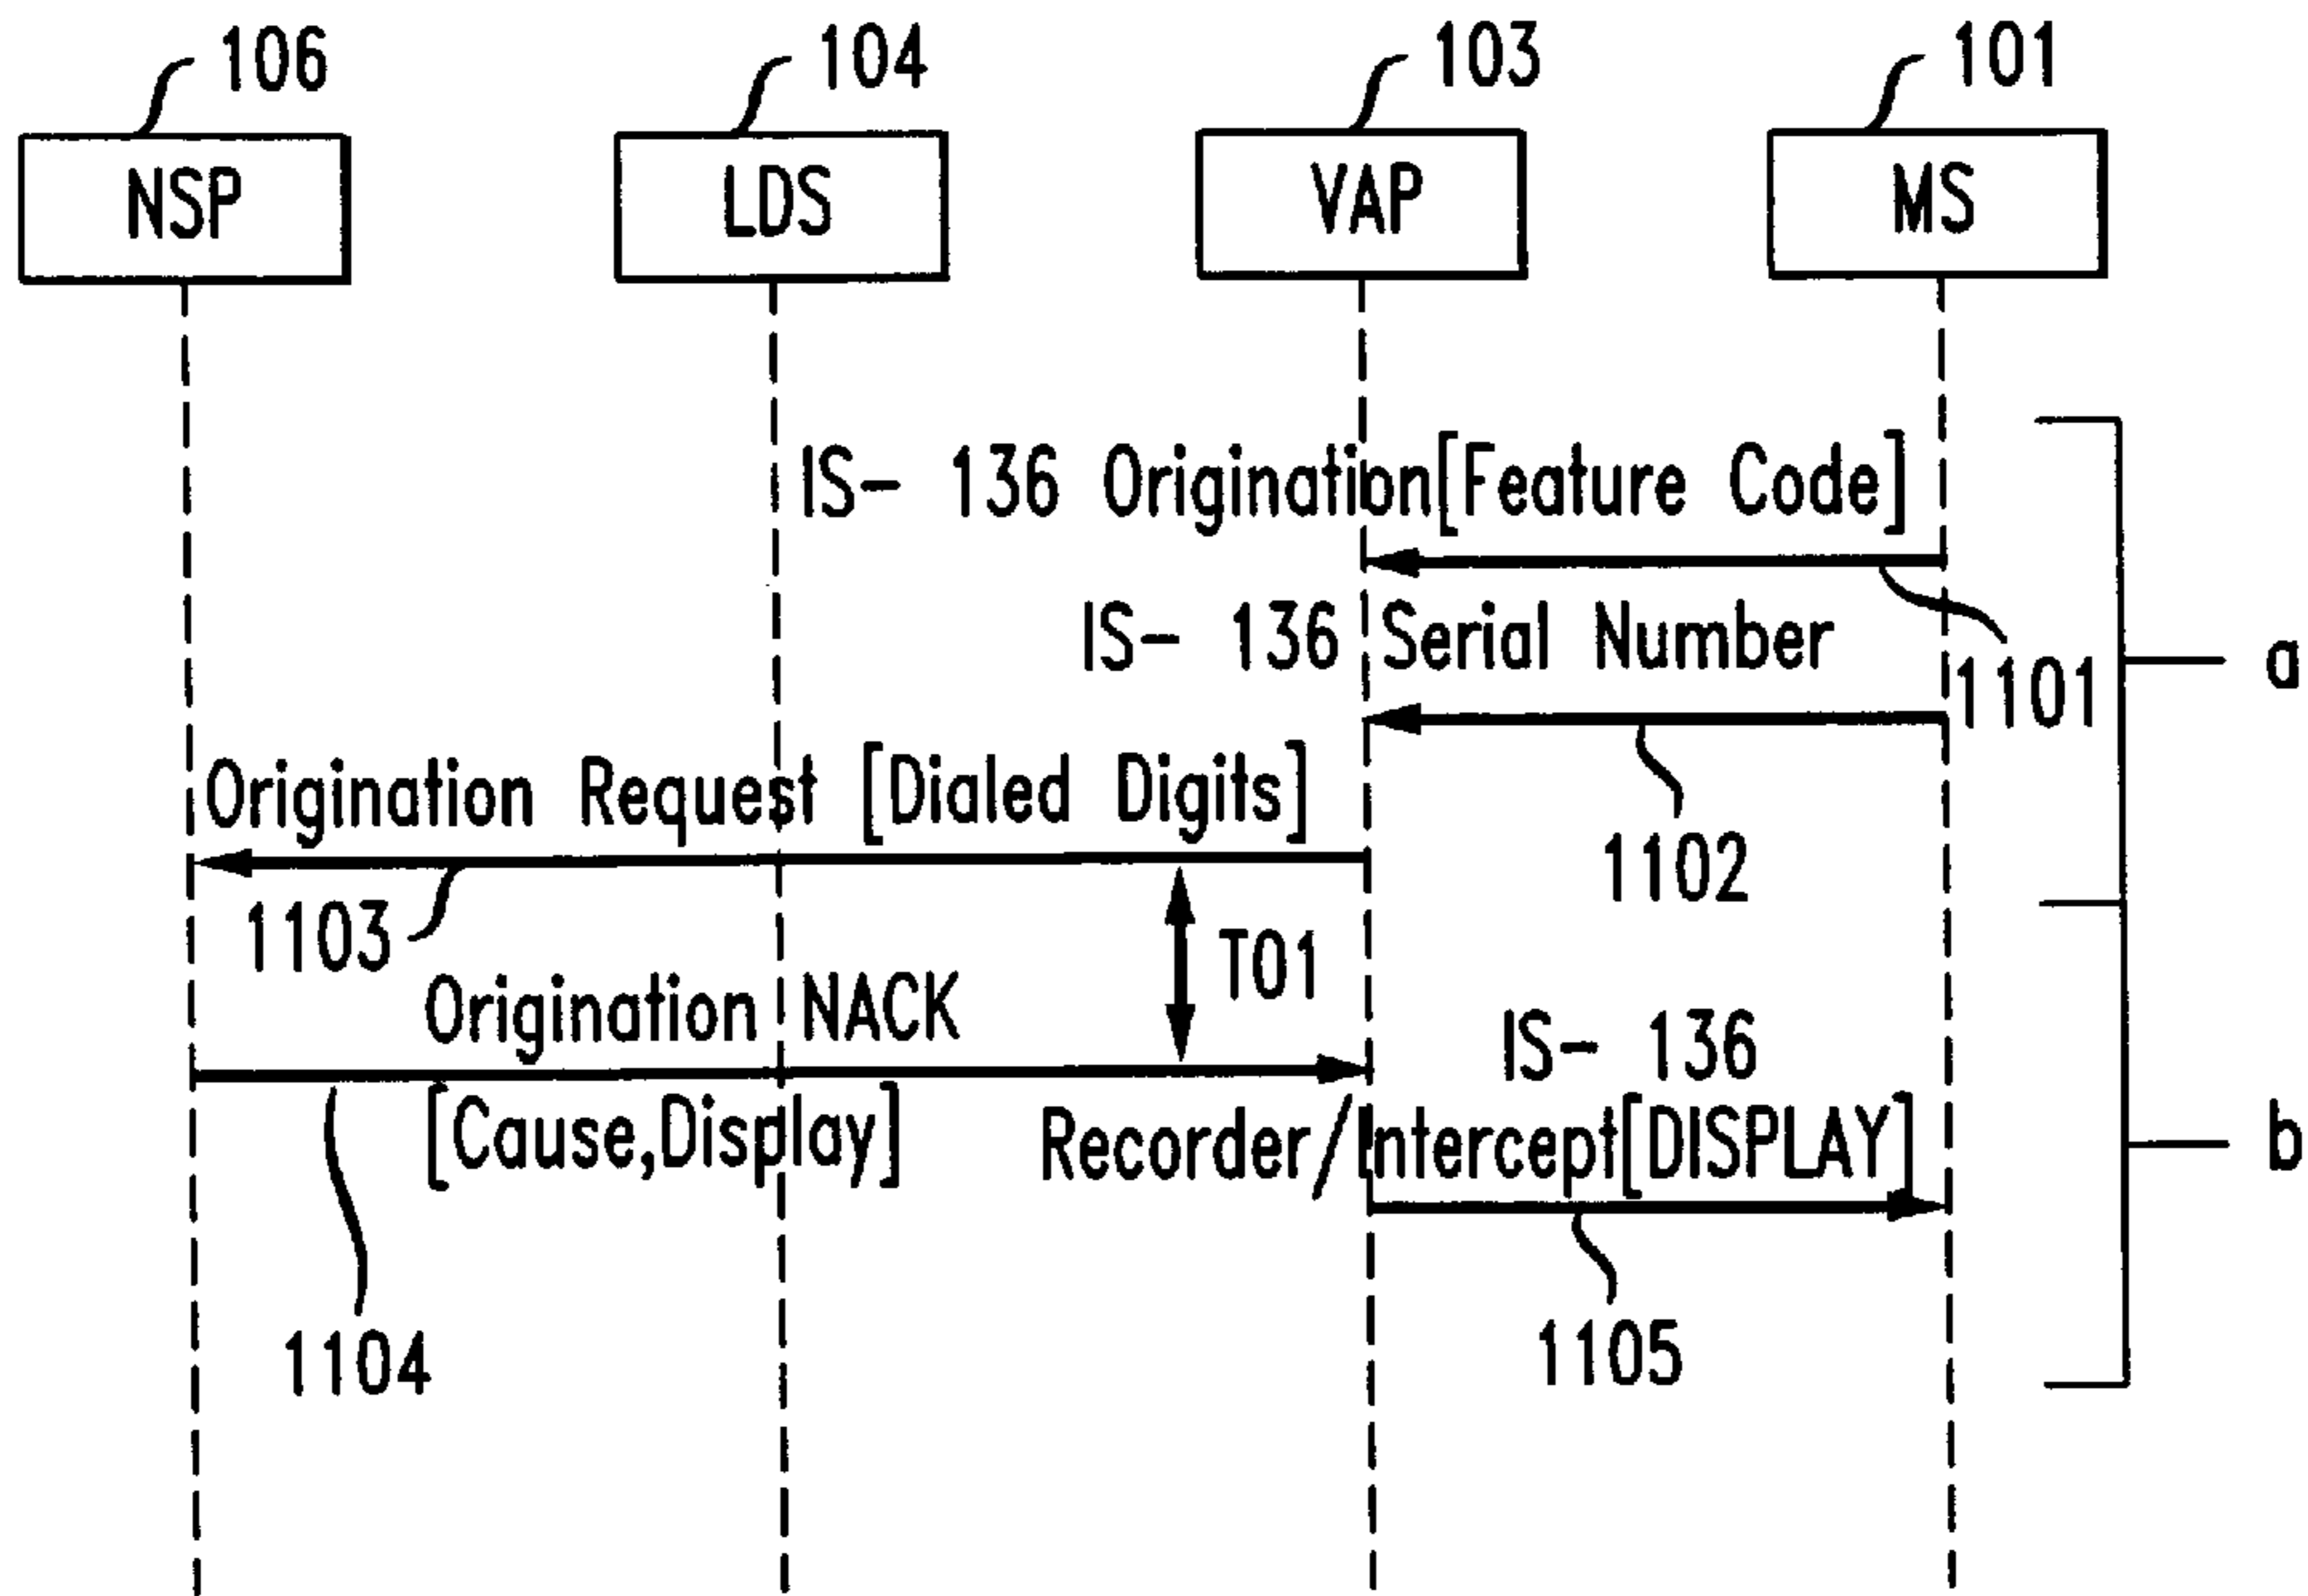 106
104
103
101
NSP
LDS
VAP
MS
IS- 136 Origination[Feature Code]
IS- 136 Serial Number
1101
a
Origination Request [Dialed Digits]
1102
1103
T01
Origination NACK
[Cause,Display]
IS- 136
Recorder/Intercept[DISPLAY]
b
1104
1105